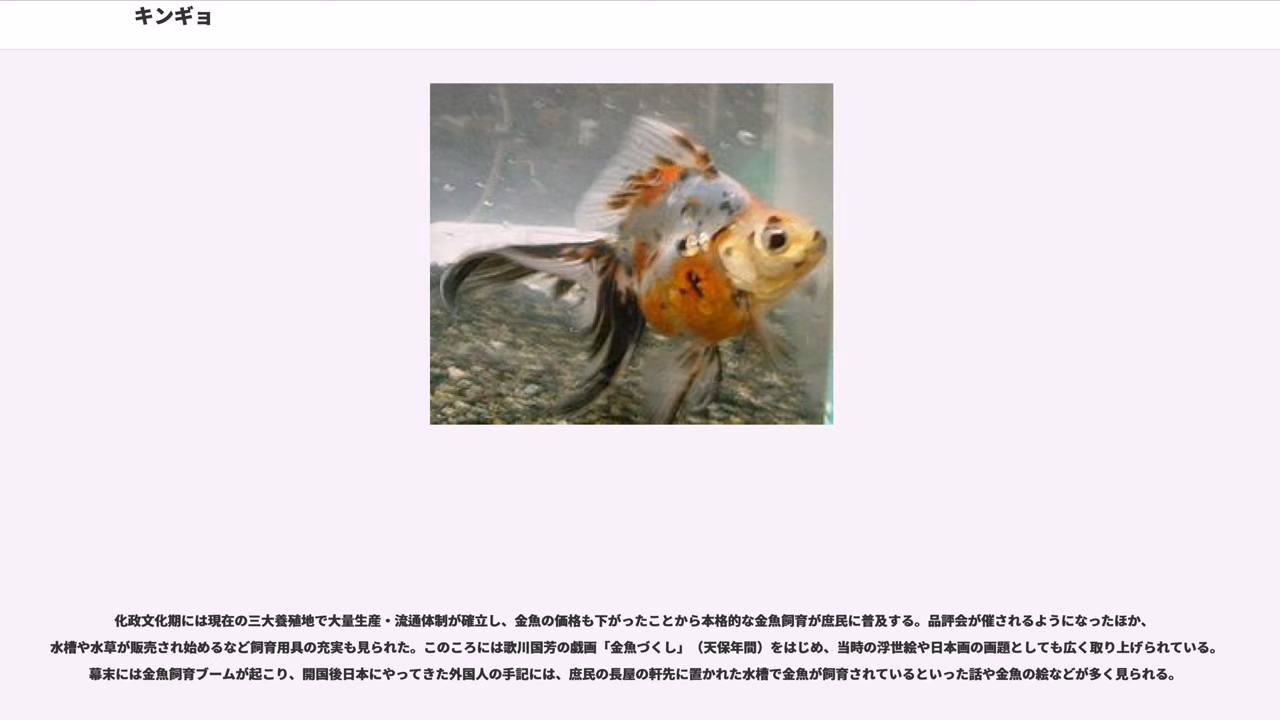 キンギョ
化政文化期には現在の三大養殖地で大量生産・流通体制が確立し、金魚の価格も下がったことから本格的な金魚飼育が庶民に普及する。品評会が催されるようになったほか、
水槽や水草が販売され始めるなど飼育用具の充実も見られた。このころには歌川国芳の戯画「金魚づくし」（天保年間）をはじめ、当時の浮世絵や日本画の画題としても広く取り上げられている。
幕末には金魚飼育ブームが起こり、開国後日本にやってきた外国人の手記には、庶民の長屋の軒先に置かれた水槽で金魚が飼育されているといった話や金魚の絵などが多く見られる。